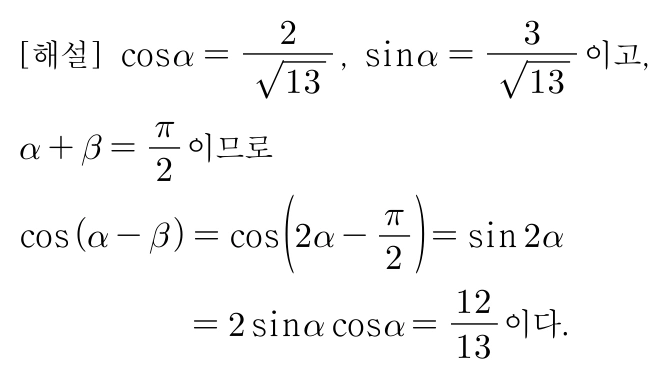 [해설] cosα = 2/√13, sinα = 3/√13 이고,
α + β = π/2 이므로
cos(α − β) = cos(2α − π/2) = sin 2α
= 2 sinα cosα = 12/13 이다.